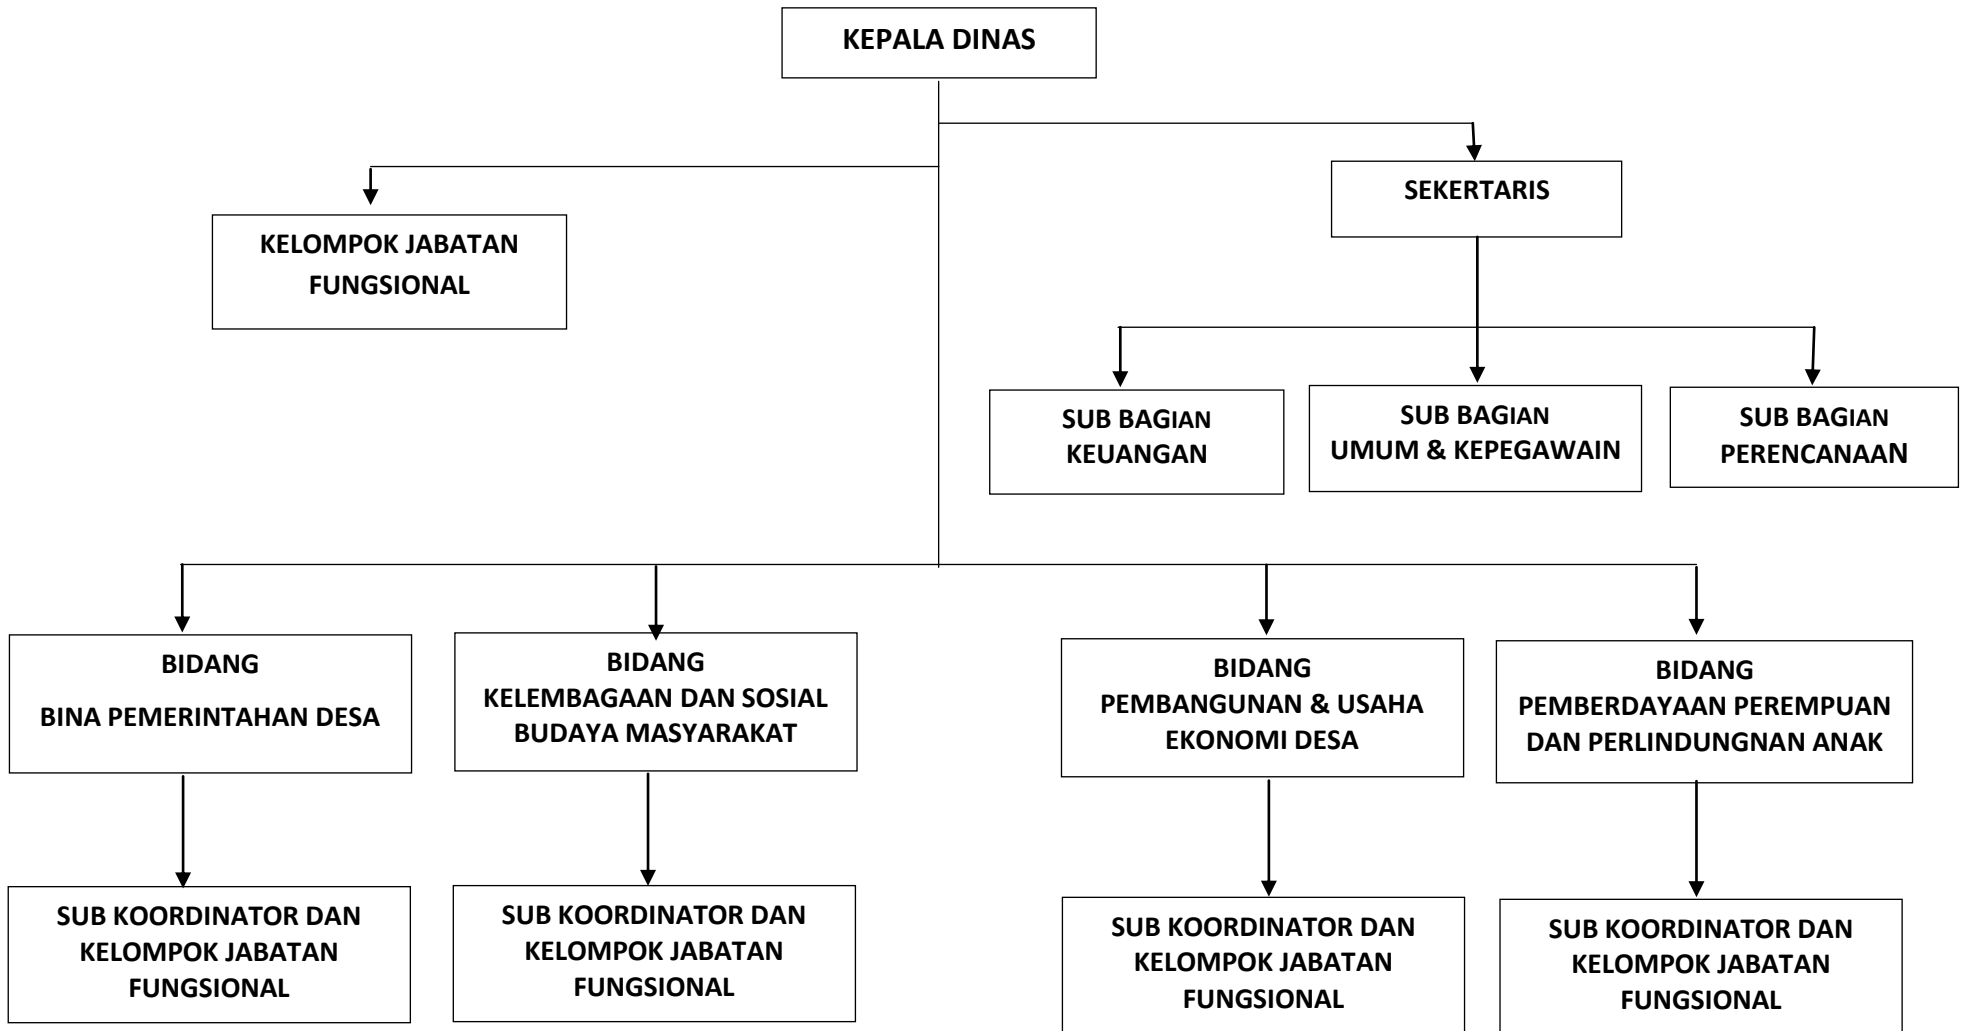 KEPALA DINAS
SEKERTARIS
KELOMPOK JABATAN
FUNGSIONAL
SUB BAGIAN
KEUANGAN
SUB BAGIAN
UMUM & KEPEGAWAIN
SUB BAGIAN
PERENCANAAN
BIDANG
BINA PEMERINTAHAN DESA
BIDANG
KELEMBAGAAN DAN SOSIAL
BUDAYA MASYARAKAT
BIDANG
PEMBANGUNAN & USAHA
EKONOMI DESA
BIDANG
PEMBERDAYAAN PEREMPUAN
DAN PERLINDUNGNAN ANAK
SUB KOORDINATOR DAN
KELOMPOK JABATAN
FUNGSIONAL
SUB KOORDINATOR DAN
KELOMPOK JABATAN
FUNGSIONAL
SUB KOORDINATOR DAN
KELOMPOK JABATAN
FUNGSIONAL
SUB KOORDINATOR DAN
KELOMPOK JABATAN
FUNGSIONAL